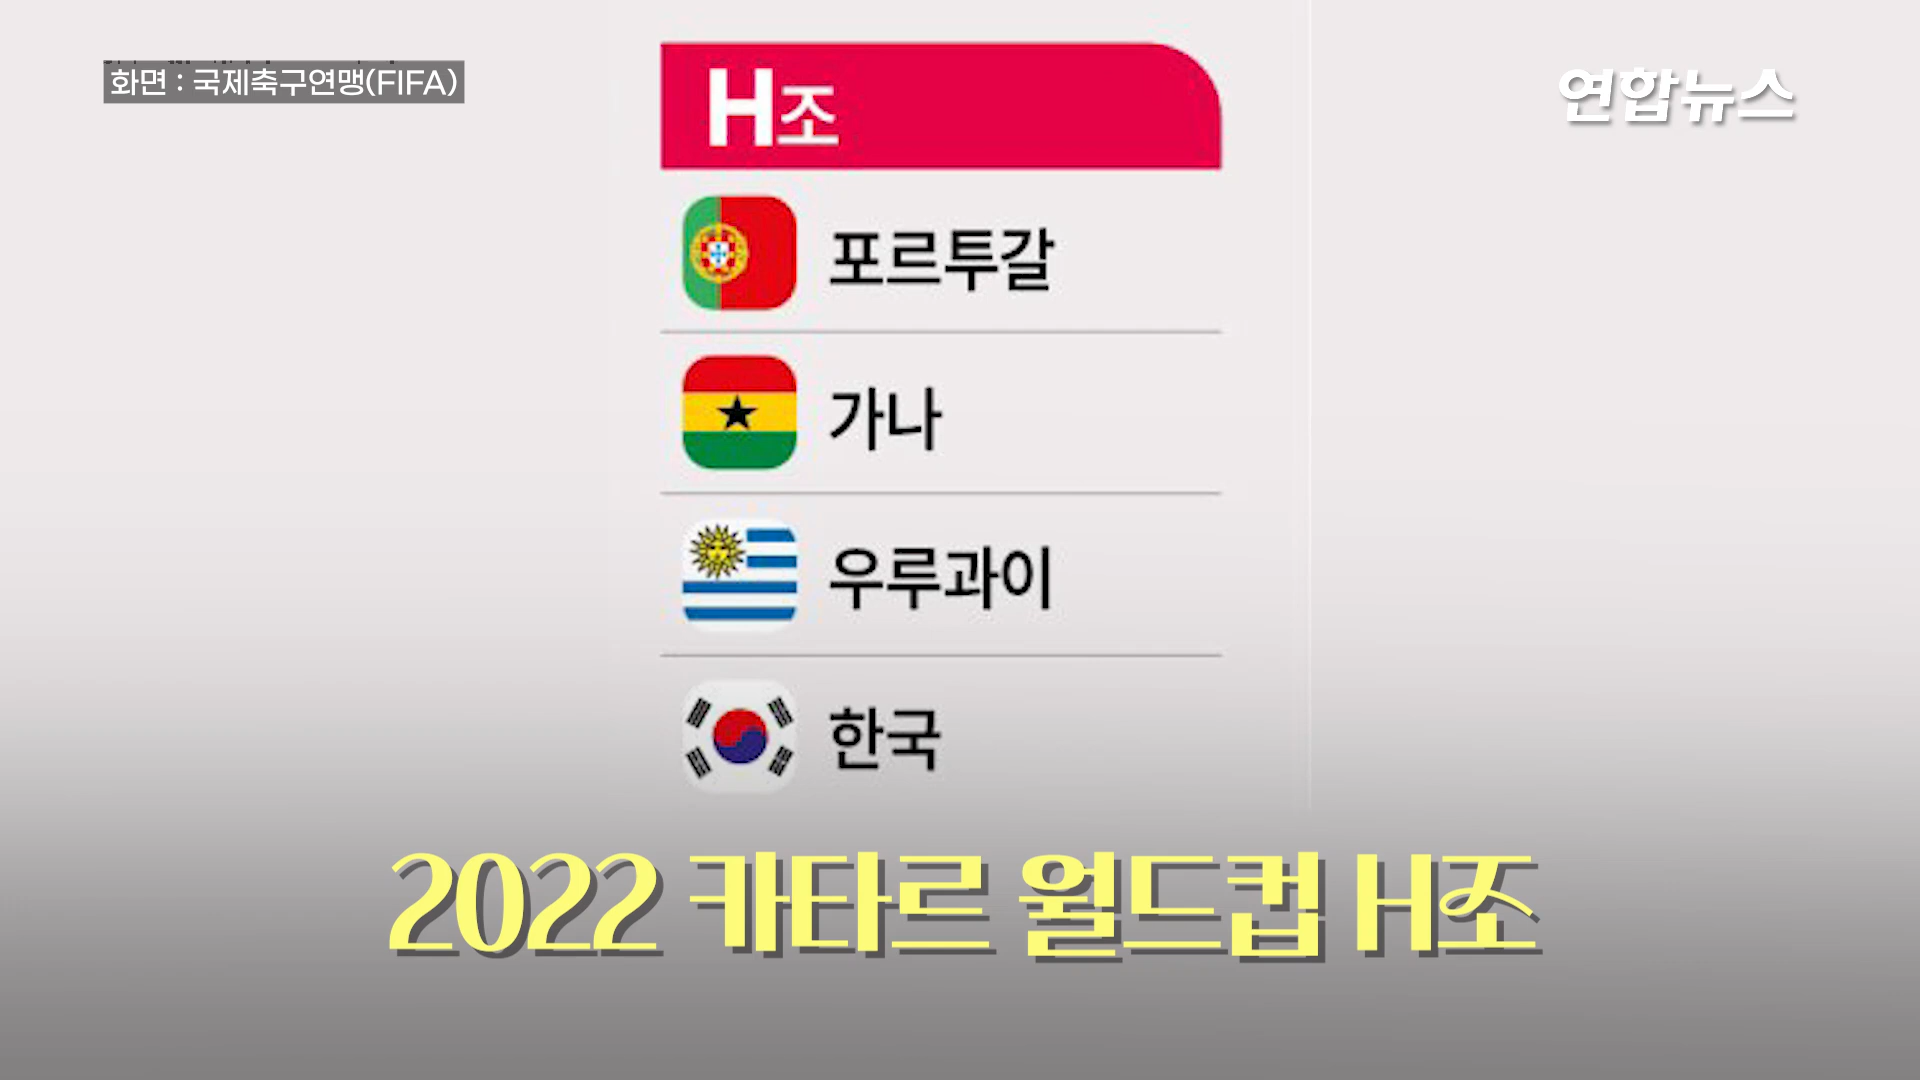 화면 : 국제축구연맹(FIFA)
연합뉴스
H조
포르투갈
가나
우루과이
한국
2022 카타르 월드컵 H조